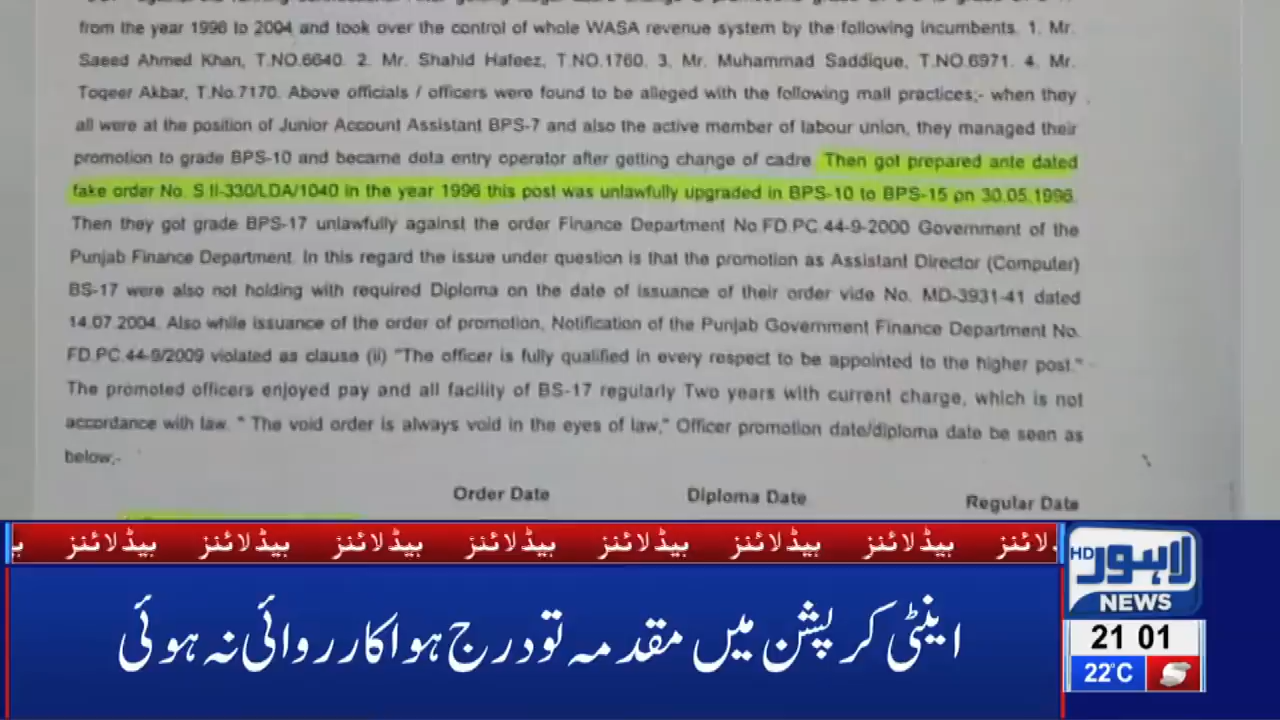 from the year 1996 to 2004 and took over the control of whole WASA revenue system by the following incumbents. 1. Mr.
Saeed Ahmed Khan, T.NO.6640. 2. Mr. Shahid Hafeez, T.NO.1760. 3. Mr. Muhammad Saddique, T.NO.6971. 4. Mr.
Toqeer Akbar, T.No.7170. Above officials / officers were found to be alleged with the following mall practices;- when they
all were at the position of Junior Account Assistant BPS-7 and also the active member of labour union, they managed their
promotion to grade BPS-10 and became data entry operator after getting change of cadre. Then got prepared ante dated
fake order No. S II-330/LDA/1040 in the year 1996 this post was unlawfully upgraded in BPS-10 to BPS-15 on 30.05.1996.
Then they got grade BPS-17 unlawfully against the order Finance Department No.FD.PC.44-9-2000 Government of the
Punjab Finance Department. In this regard the issue under question is that the promotion as Assistant Director (Computer)
BS-17 were also not holding with required Diploma on the date of issuance of their order vide No. MD-3931-41 dated
14.07.2004. Also while issuance of the order of promotion, Notification of the Punjab Government Finance Department No.
FD.PC.44-9/2009 violated as clause (ii) "The officer is fully qualified in every respect to be appointed to the higher post."
The promoted officers enjoyed pay and all facility of BS-17 regularly Two years with current charge, which is not
accordance with law. " The void order is always void in the eyes of law," Officer promotion date/diploma date be seen as
below;-
Order Date Diploma Date Regular Date
ہیڈلائنز ہیڈلائنز ہیڈلائنز ہیڈلائنز ہیڈلائنز ہیڈلائنز ہیڈلائنز
اینٹی کرپشن میں مقدمہ تو درج ہوا کارروائی نہ ہوئی
لاہور HD
NEWS
21 01
22°C